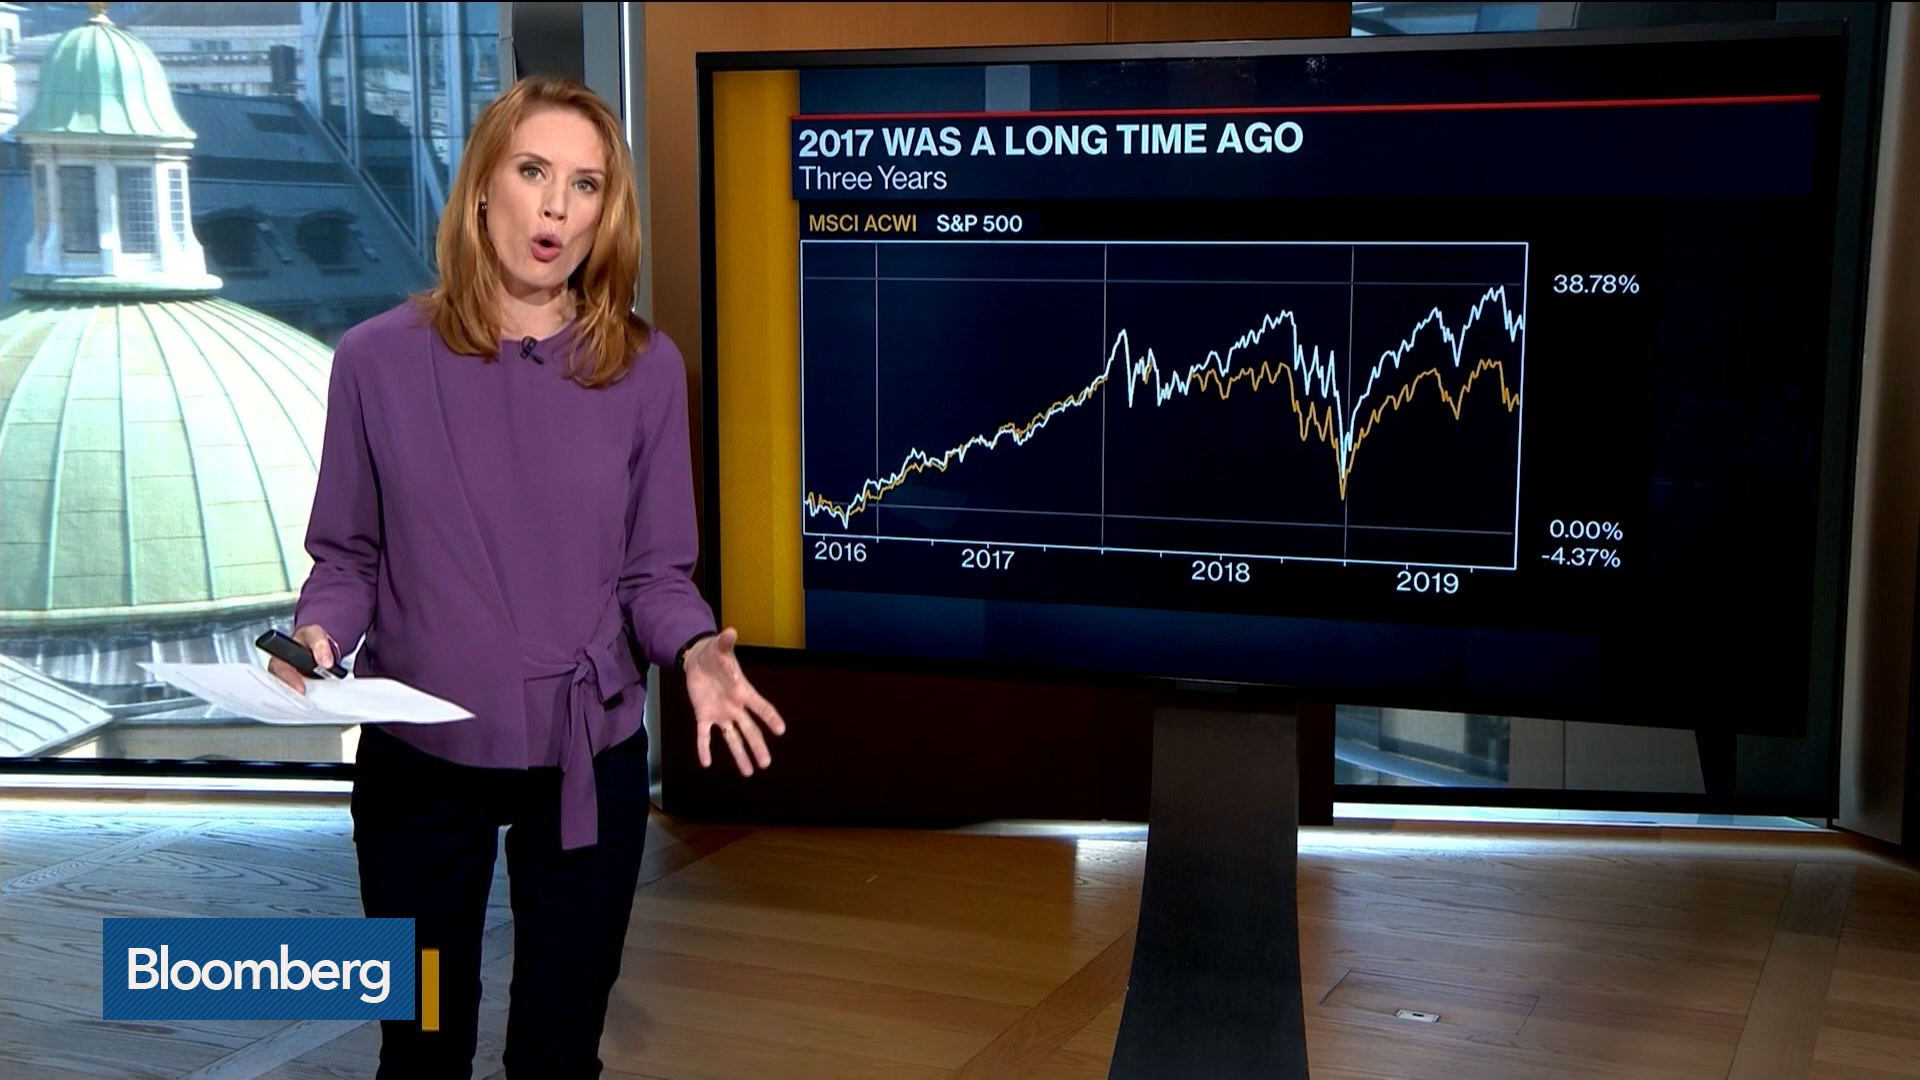 2017 WAS A LONG TIME AGO
Three Years
MSCI ACWI S&P 500
38.78%
0.00%
-4.37%
2016 2017 2018 2019
Bloomberg